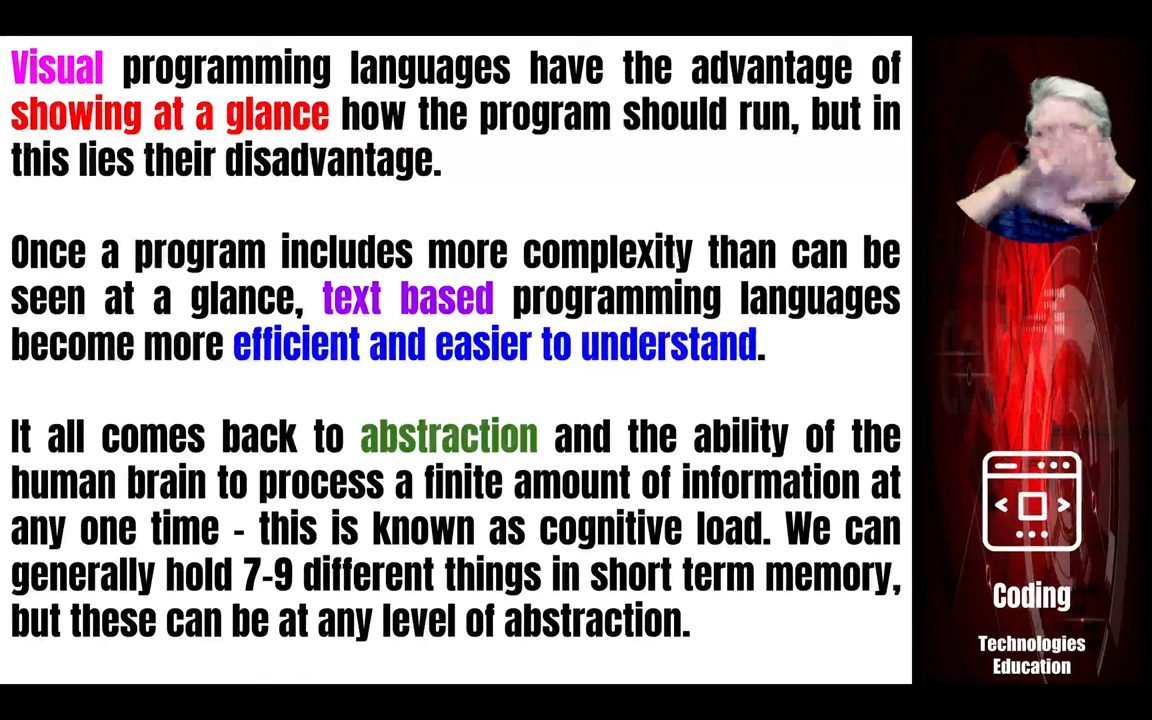 Visual programming languages have the advantage of
showing at a glance how the program should run, but in
this lies their disadvantage.
Once a program includes more complexity than can be
seen at a glance, text based programming languages
become more efficient and easier to understand.
It all comes back to abstraction and the ability of the
human brain to process a finite amount of information at
any one time - this is known as cognitive load. We can
generally hold 7-9 different things in short term memory,
but these can be at any level of abstraction.
Coding
Technologies
Education